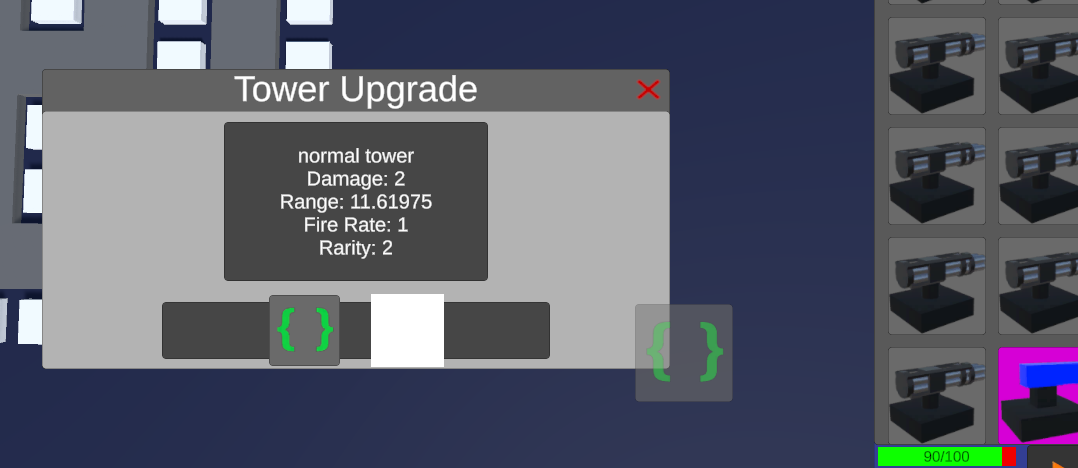 Tower Upgrade
normal tower
Damage: 2
Range: 11.61975
Fire Rate: 1
Rarity: 2
{ }
{ }
90/100